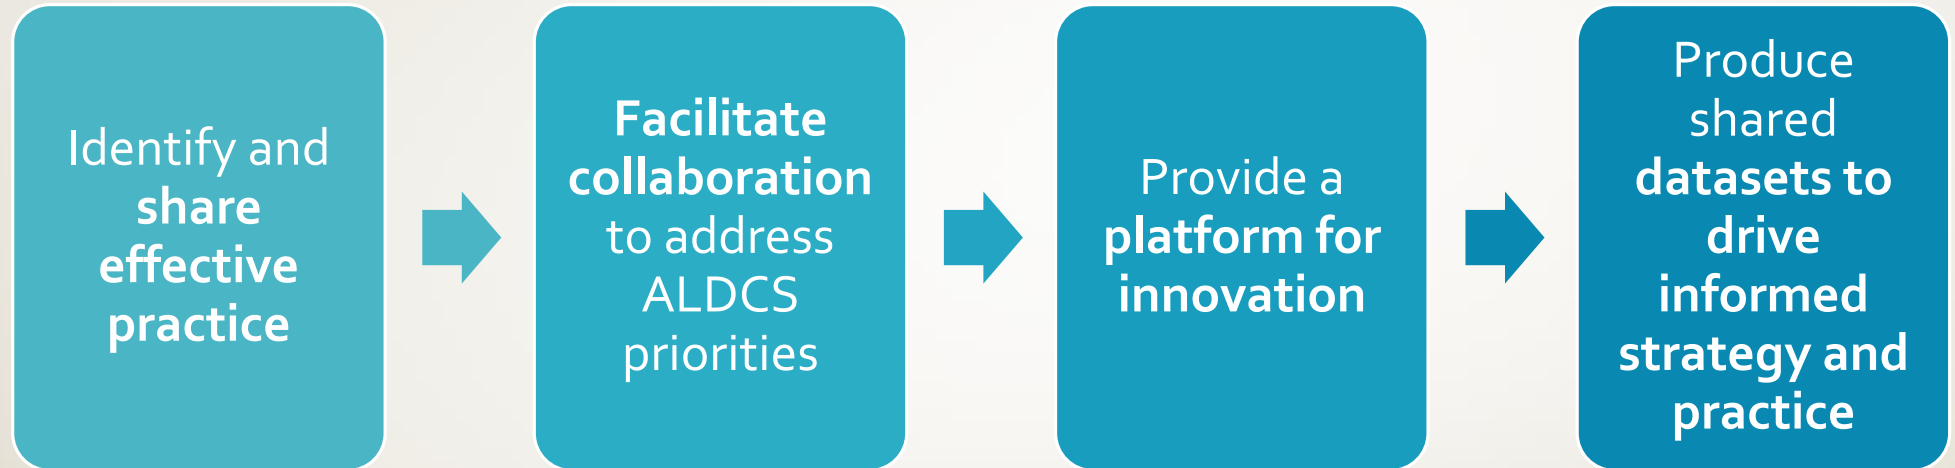 Identify and
share
effective
practice
Facilitate
collaboration
to address
ALDCS
priorities
Provide a
platform for
innovation
Produce
shared
datasets to
drive
informed
strategy and
practice